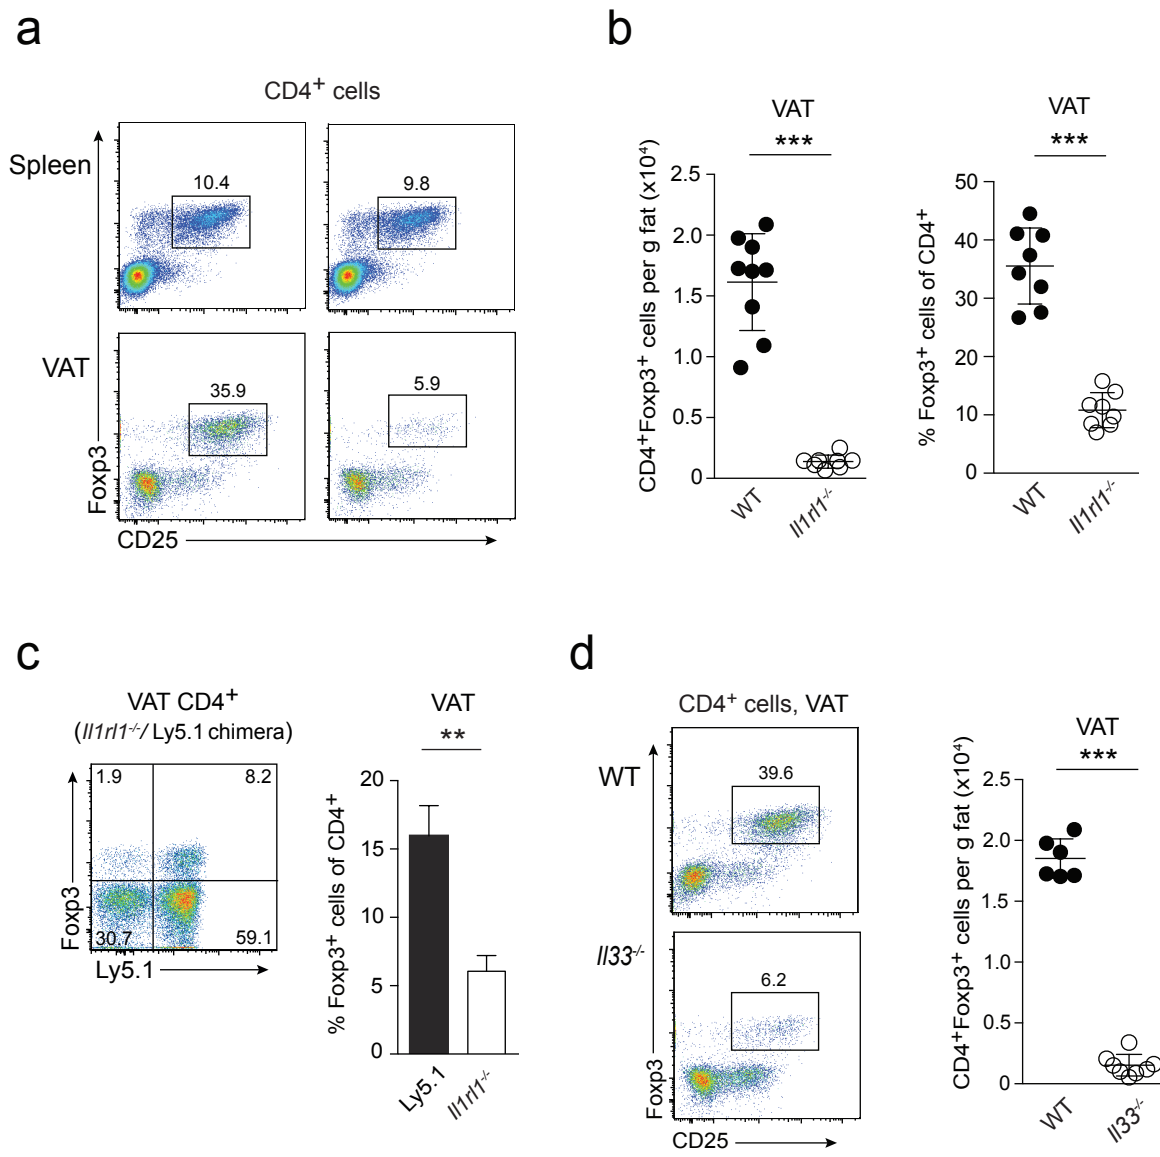 a
CD4+ cells
Spleen
10.4
9.8
VAT
35.9
5.9
Foxp3
CD25
b
VAT
***
CD4+Foxp3+ cells per g fat (x10⁴)
2.5
2.0
1.5
1.0
0.5
0
WT
Il1rl1-/-
VAT
***
% Foxp3+ cells of CD4+
50
40
30
20
10
0
WT
Il1rl1-/-
c
VAT CD4+
(Il1rl1-/-/ Ly5.1 chimera)
1.9
8.2
30.7
59.1
Foxp3
Ly5.1
VAT
**
% Foxp3+ cells of CD4+
20
15
10
5
0
Ly5.1
Il1rl1-/-
d
CD4+ cells, VAT
WT
39.6
Il33-/-
6.2
Foxp3
CD25
VAT
***
CD4+Foxp3+ cells per g fat (x10⁴)
2.5
2.0
1.5
1.0
0.5
0
WT
Il33-/-